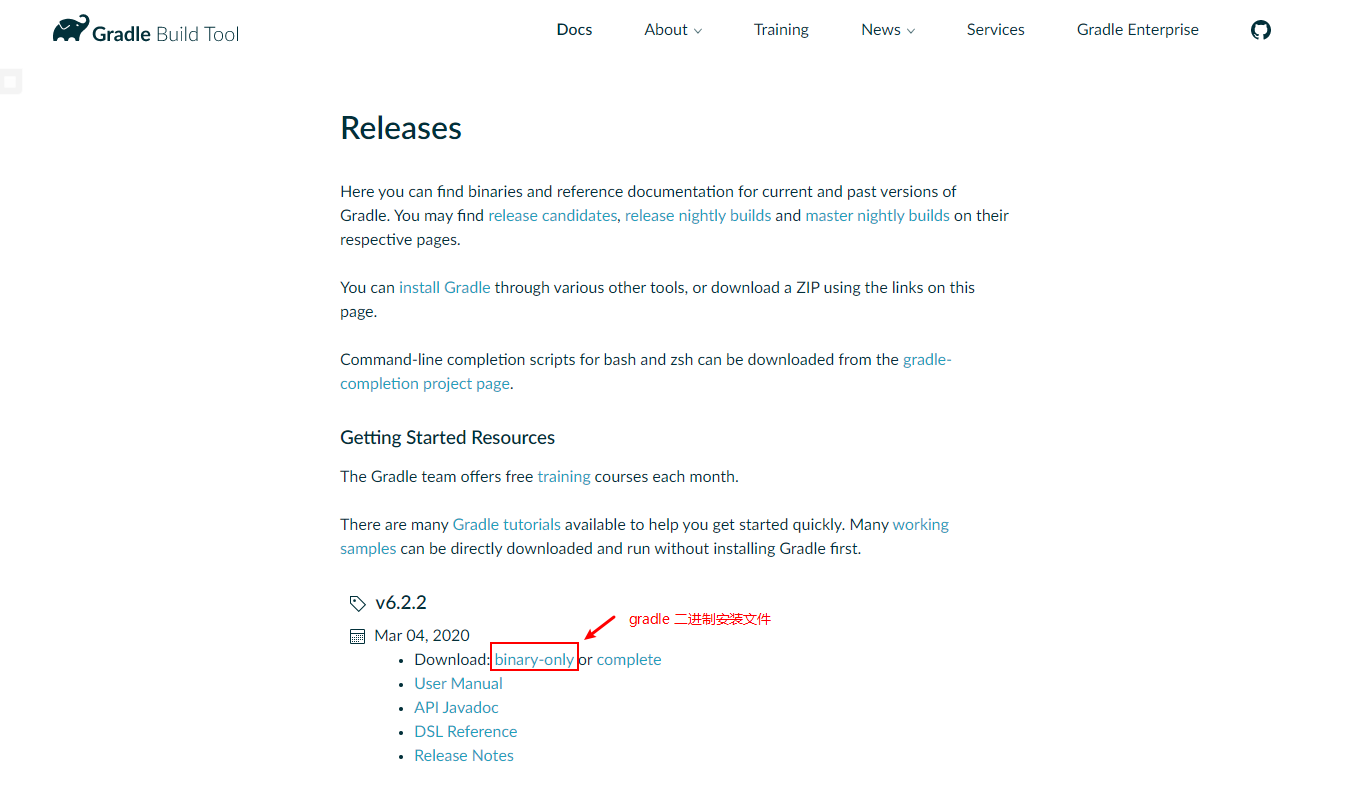 Gradle Build Tool
Docs About Training News Services Gradle Enterprise
Releases
Here you can find binaries and reference documentation for current and past versions of
Gradle. You may find release candidates, release nightly builds and master nightly builds on their
respective pages.
You can install Gradle through various other tools, or download a ZIP using the links on this
page.
Command-line completion scripts for bash and zsh can be downloaded from the gradle-
completion project page.
Getting Started Resources
The Gradle team offers free training courses each month.
There are many Gradle tutorials available to help you get started quickly. Many working
samples can be directly downloaded and run without installing Gradle first.
v6.2.2
gradle 二进制安装文件
Mar 04, 2020
• Download: binary-only or complete
• User Manual
• API Javadoc
• DSL Reference
• Release Notes